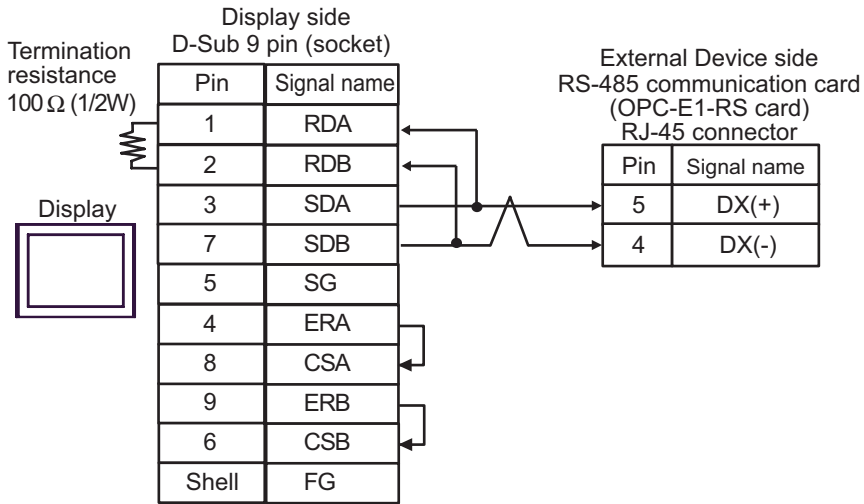 Display side
D-Sub 9 pin (socket)
Termination
resistance
100Ω (1/2W)
Pin Signal name
1 RDA
2 RDB
3 SDA
7 SDB
5 SG
4 ERA
8 CSA
9 ERB
6 CSB
Shell FG
Display
External Device side
RS-485 communication card
(OPC-E1-RS card)
RJ-45 connector
Pin Signal name
5 DX(+)
4 DX(-)